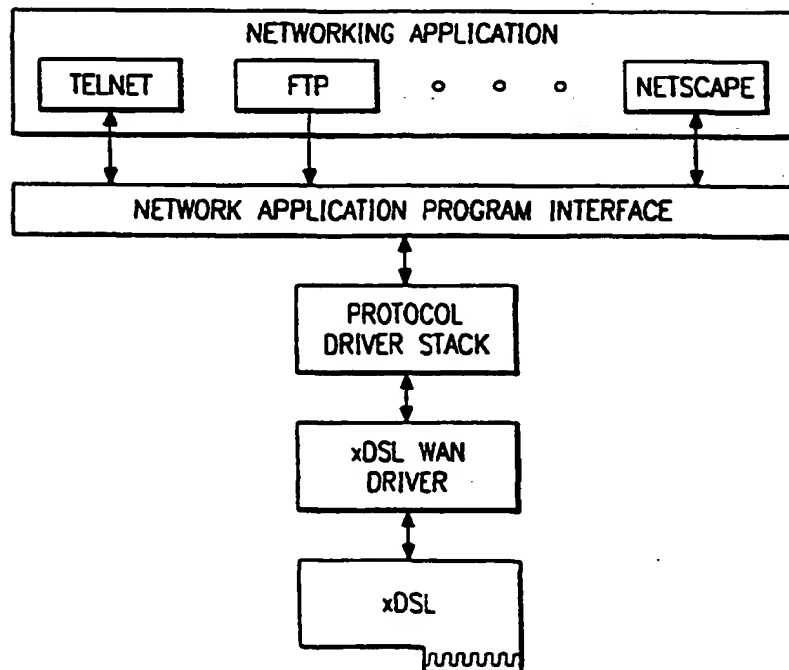 NETWORKING APPLICATION
TELNET
FTP
NETSCAPE
NETWORK APPLICATION PROGRAM INTERFACE
PROTOCOL
DRIVER STACK
xDSL WAN
DRIVER
xDSL